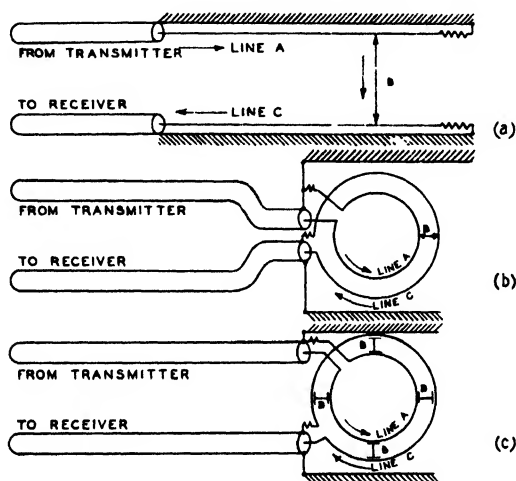 FROM TRANSMITTER
LINE A
B
TO RECEIVER
LINE C
(a)
FROM TRANSMITTER
B
TO RECEIVER
LINE A
LINE C
(b)
B
FROM TRANSMITTER
B
B
LINE A
TO RECEIVER
B
LINE C
(c)